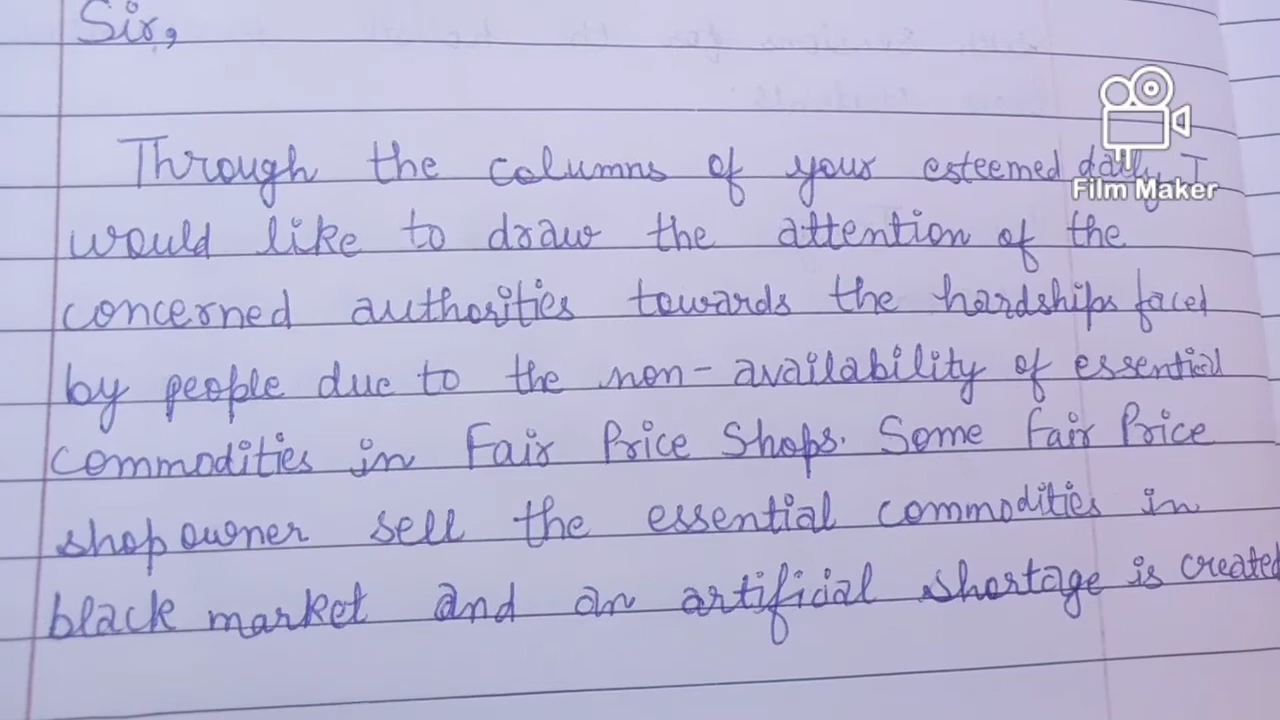 Sir,
Through the columns of your esteemed daily, I
Film Maker
would like to draw the attention of the
concerned authorities towards the hardships faced
by people due to the non-availability of essential
commodities in Fair Price Shops. Some Fair Price
shop owner sell the essential commodities in
black market and an artificial shortage is created